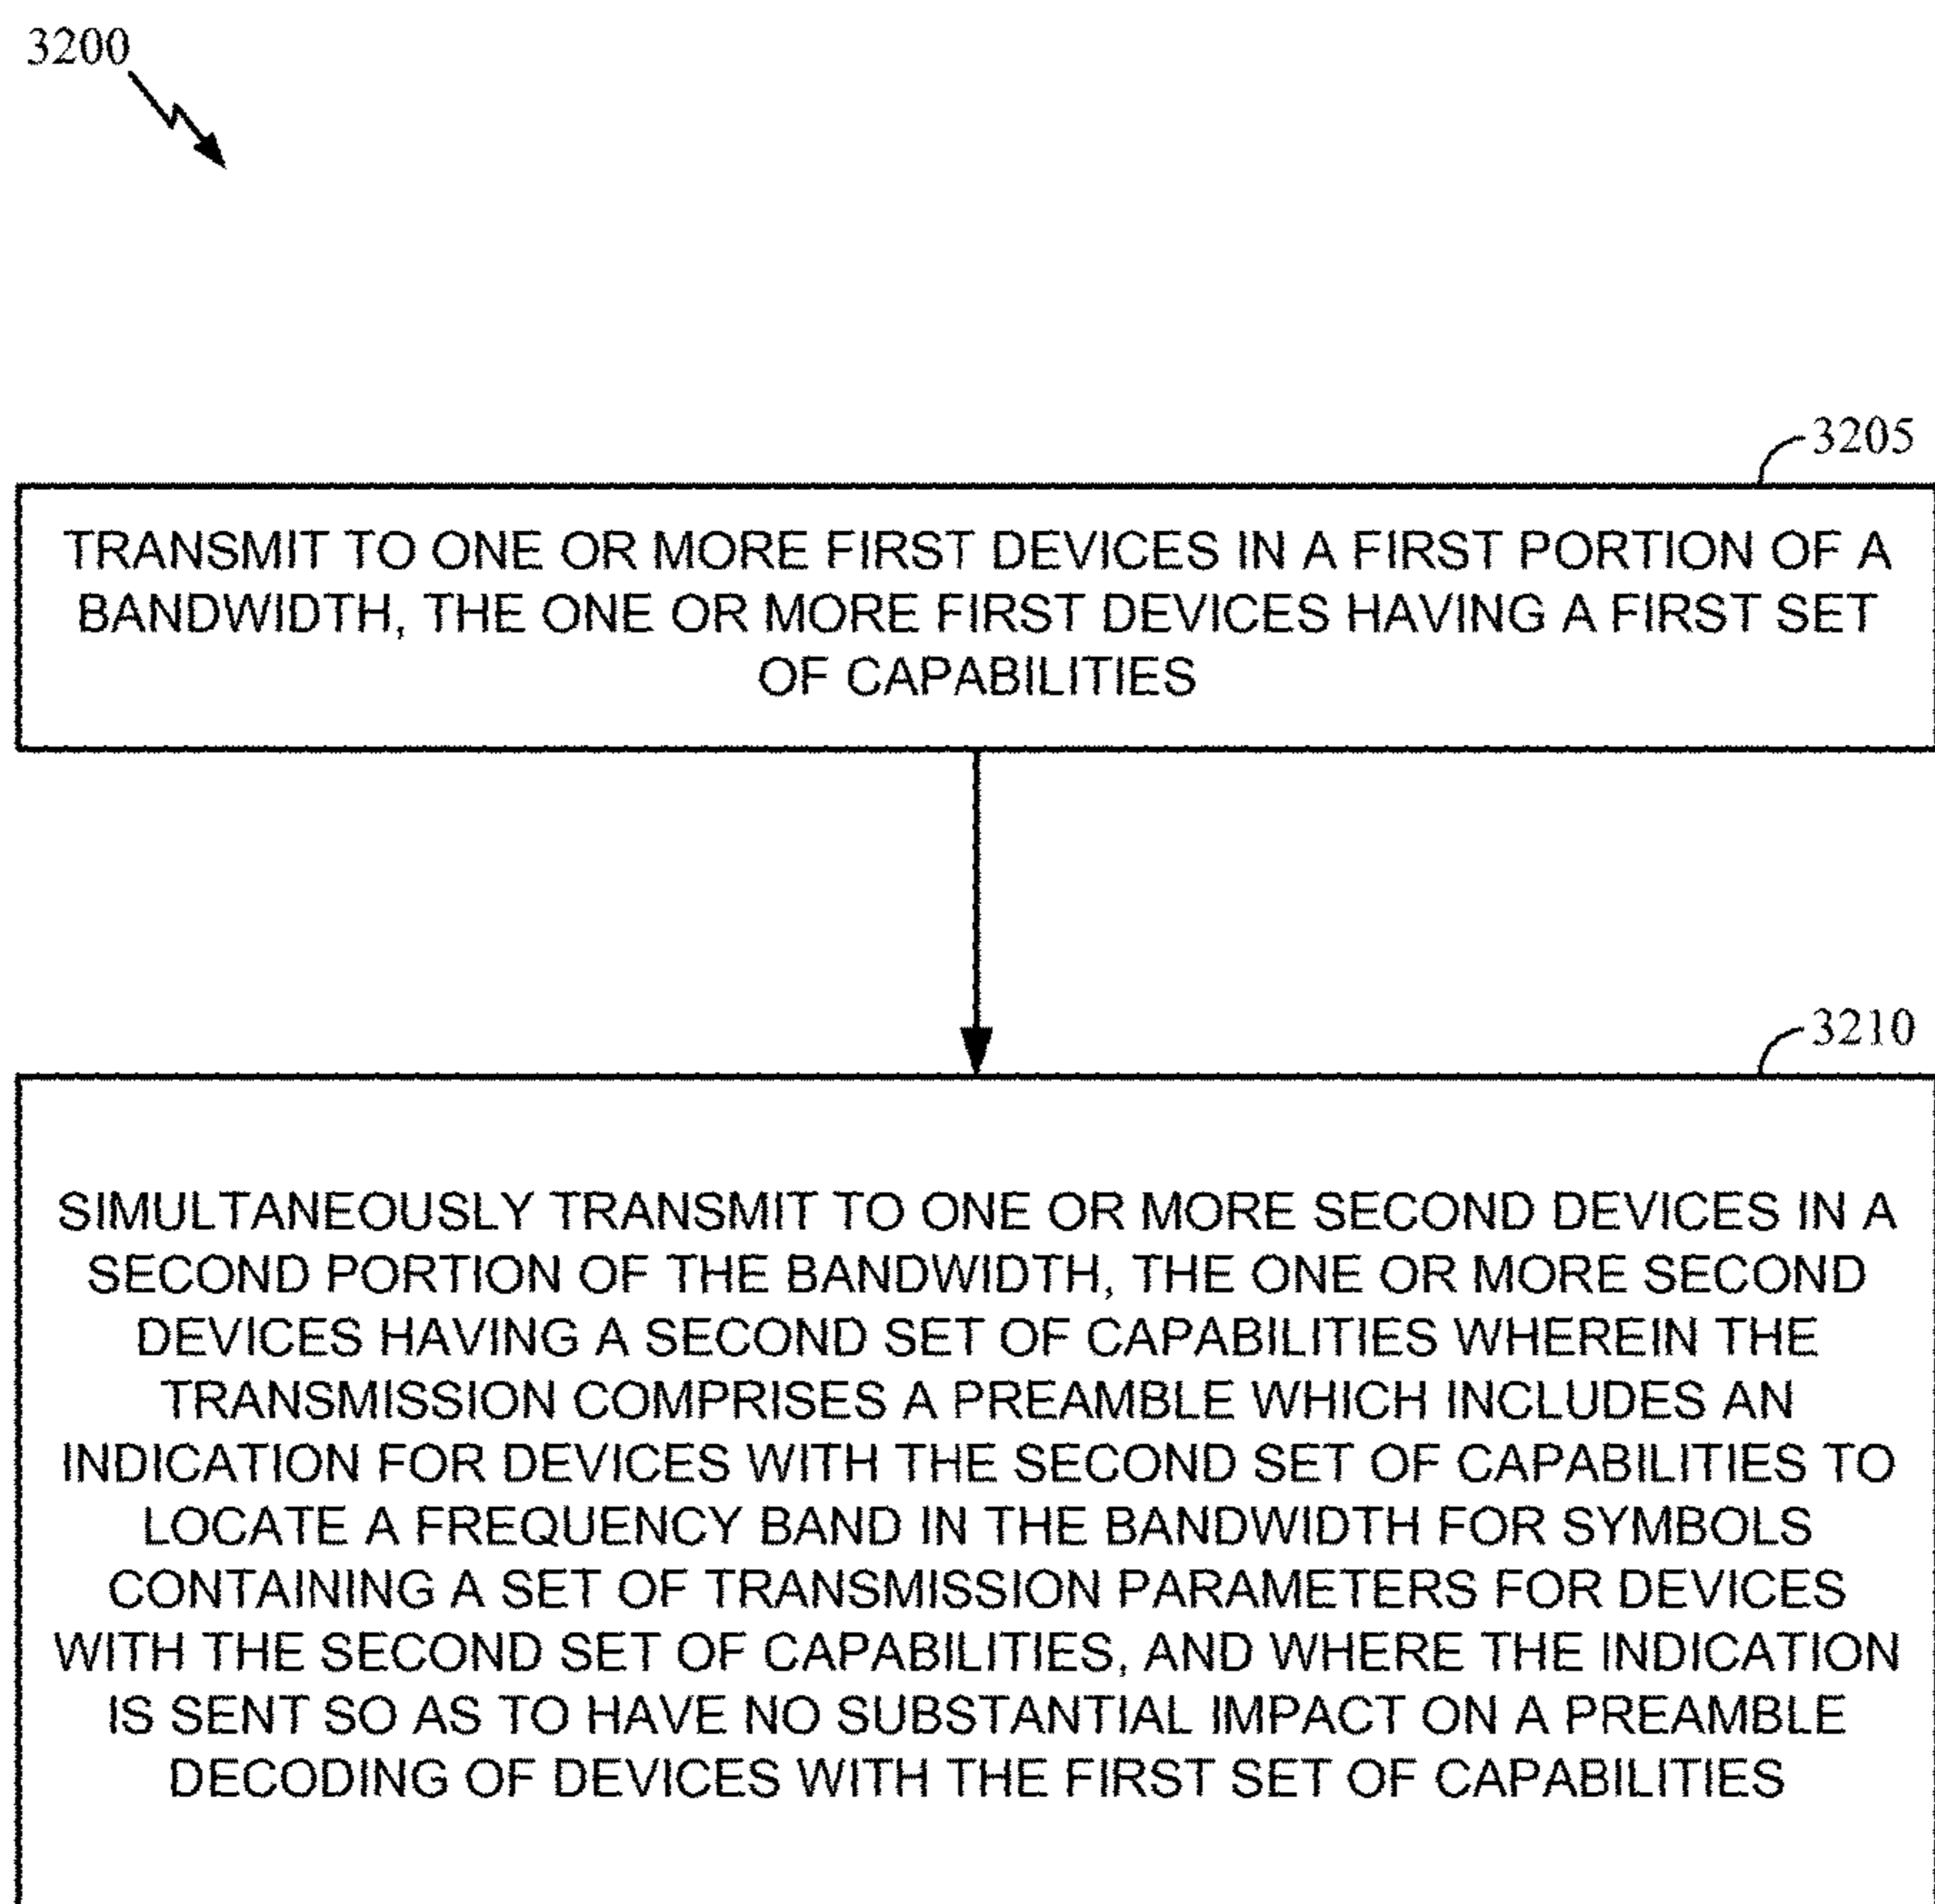 3200
3205
TRANSMIT TO ONE OR MORE FIRST DEVICES IN A FIRST PORTION OF A
BANDWIDTH, THE ONE OR MORE FIRST DEVICES HAVING A FIRST SET
OF CAPABILITIES
3210
SIMULTANEOUSLY TRANSMIT TO ONE OR MORE SECOND DEVICES IN A
SECOND PORTION OF THE BANDWIDTH, THE ONE OR MORE SECOND
DEVICES HAVING A SECOND SET OF CAPABILITIES WHEREIN THE
TRANSMISSION COMPRISES A PREAMBLE WHICH INCLUDES AN
INDICATION FOR DEVICES WITH THE SECOND SET OF CAPABILITIES TO
LOCATE A FREQUENCY BAND IN THE BANDWIDTH FOR SYMBOLS
CONTAINING A SET OF TRANSMISSION PARAMETERS FOR DEVICES
WITH THE SECOND SET OF CAPABILITIES, AND WHERE THE INDICATION
IS SENT SO AS TO HAVE NO SUBSTANTIAL IMPACT ON A PREAMBLE
DECODING OF DEVICES WITH THE FIRST SET OF CAPABILITIES